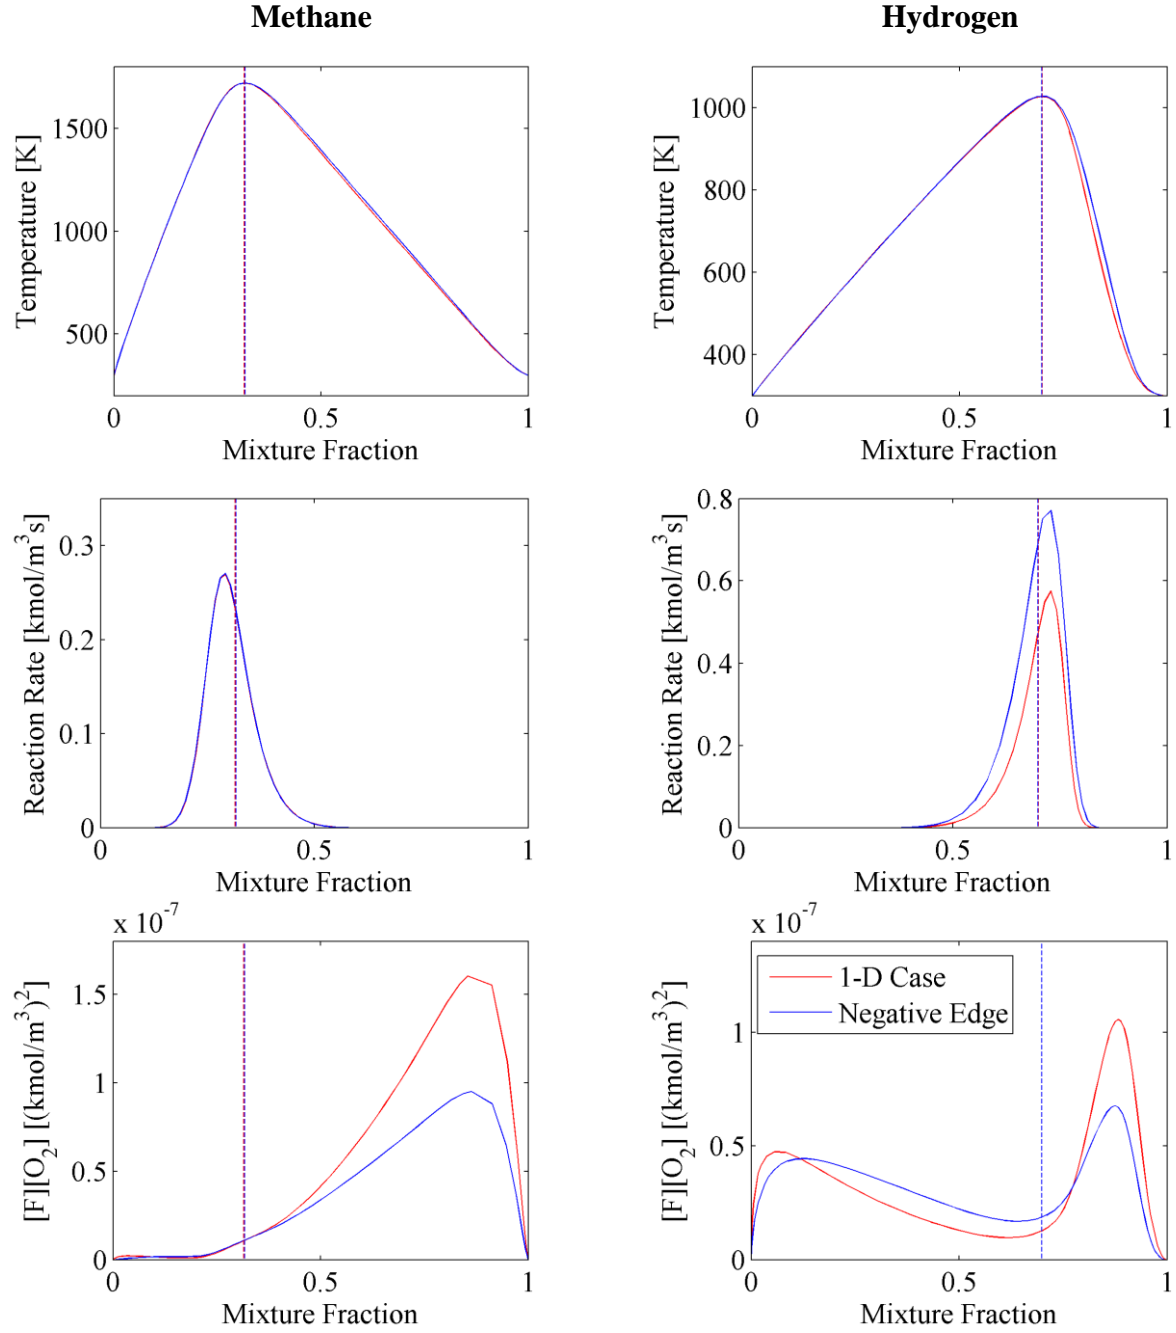 Methane
Hydrogen
Temperature [K]
1500
1000
500
0
0.5
1
Mixture Fraction
Temperature [K]
1000
800
600
400
0
0.5
1
Mixture Fraction
Reaction Rate [kmol/m³s]
0.3
0.2
0.1
0
0
0.5
1
Mixture Fraction
Reaction Rate [kmol/m³s]
0.8
0.6
0.4
0.2
0
0
0.5
1
Mixture Fraction
x 10⁻⁷
[F][O₂] [(kmol/m³)²]
1.5
1
0.5
0
0
0.5
1
Mixture Fraction
x 10⁻⁷
[F][O₂] [(kmol/m³)²]
1
0.5
0
1-D Case
Negative Edge
0
0.5
1
Mixture Fraction